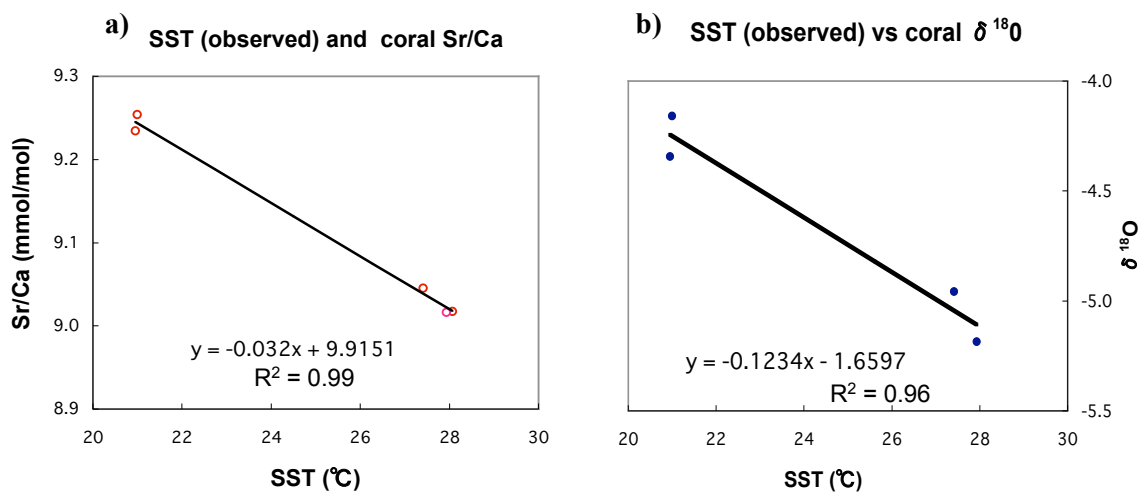 a)
SST (observed) and coral Sr/Ca
9.3
9.2
9.1
9.0
8.9
Sr/Ca (mmol/mol)
y = -0.032x + 9.9151
R² = 0.99
20 22 24 26 28 30
SST (℃)
b)
SST (observed) vs coral δ ¹⁸0
-4.0
-4.5
-5.0
-5.5
δ ¹⁸O
y = -0.1234x - 1.6597
R² = 0.96
20 22 24 26 28 30
SST (℃)